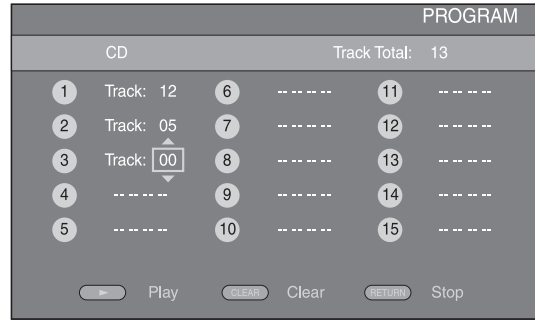 PROGRAM
CD Track Total: 13
1 Track: 12 6 -- -- -- -- 11 -- -- -- --
2 Track: 05 7 -- -- -- -- 12 -- -- -- --
3 Track: 00 8 -- -- -- -- 13 -- -- -- --
4 -- -- -- -- 9 -- -- -- -- 14 -- -- -- --
5 -- -- -- -- 10 -- -- -- -- 15 -- -- -- --
Play CLEAR Clear RETURN Stop